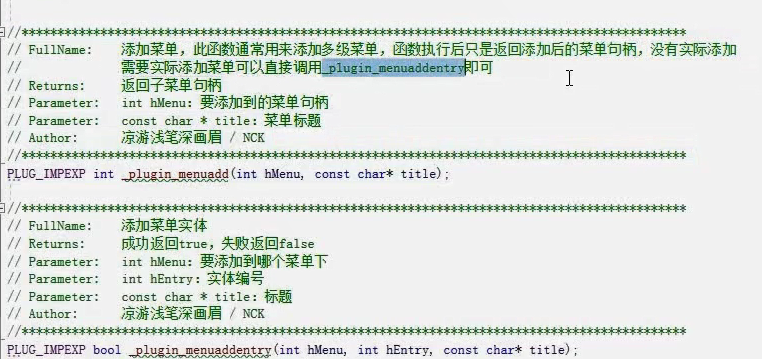 //**********************************************************************************
// FullName:    添加菜单，此函数通常用来添加多级菜单，函数执行后只是返回添加后的菜单句柄，没有实际添加
//              需要实际添加菜单可以直接调用_plugin_menuaddentry即可
// Returns:     返回子菜单句柄
// Parameter:   int hMenu：要添加到的菜单句柄
// Parameter:   const char * title：菜单标题
// Author:      凉游浅笔深画眉 / NCK
//**********************************************************************************
PLUG_IMPEXP int _plugin_menuadd(int hMenu, const char* title);
//**********************************************************************************
// FullName:    添加菜单实体
// Returns:     成功返回true，失败返回false
// Parameter:   int hMenu：要添加到哪个菜单下
// Parameter:   int hEntry：实体编号
// Parameter:   const char * title：标题
// Author:      凉游浅笔深画眉 / NCK
//**********************************************************************************
PLUG_IMPEXP bool _plugin_menuaddentry(int hMenu, int hEntry, const char* title);